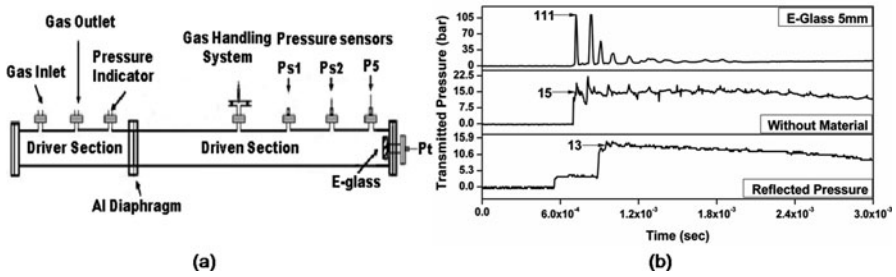 Gas Outlet
Gas Inlet
Pressure
Indicator
Gas Handling
System
Pressure sensors
Ps1
Ps2
P5
Driver Section
Driven Section
Pt
E-glass
Al Diaphragm
(a)
Transmitted Pressure (bar)
105
70
35
0
111
E-Glass 5mm
22.5
15.0
7.5
0.0
15
Without Material
15.9
10.6
5.3
0.0
13
Reflected Pressure
0.0
6.0x10⁻⁴
1.2x10⁻³
1.8x10⁻³
2.4x10⁻³
3.0x10⁻³
Time (sec)
(b)